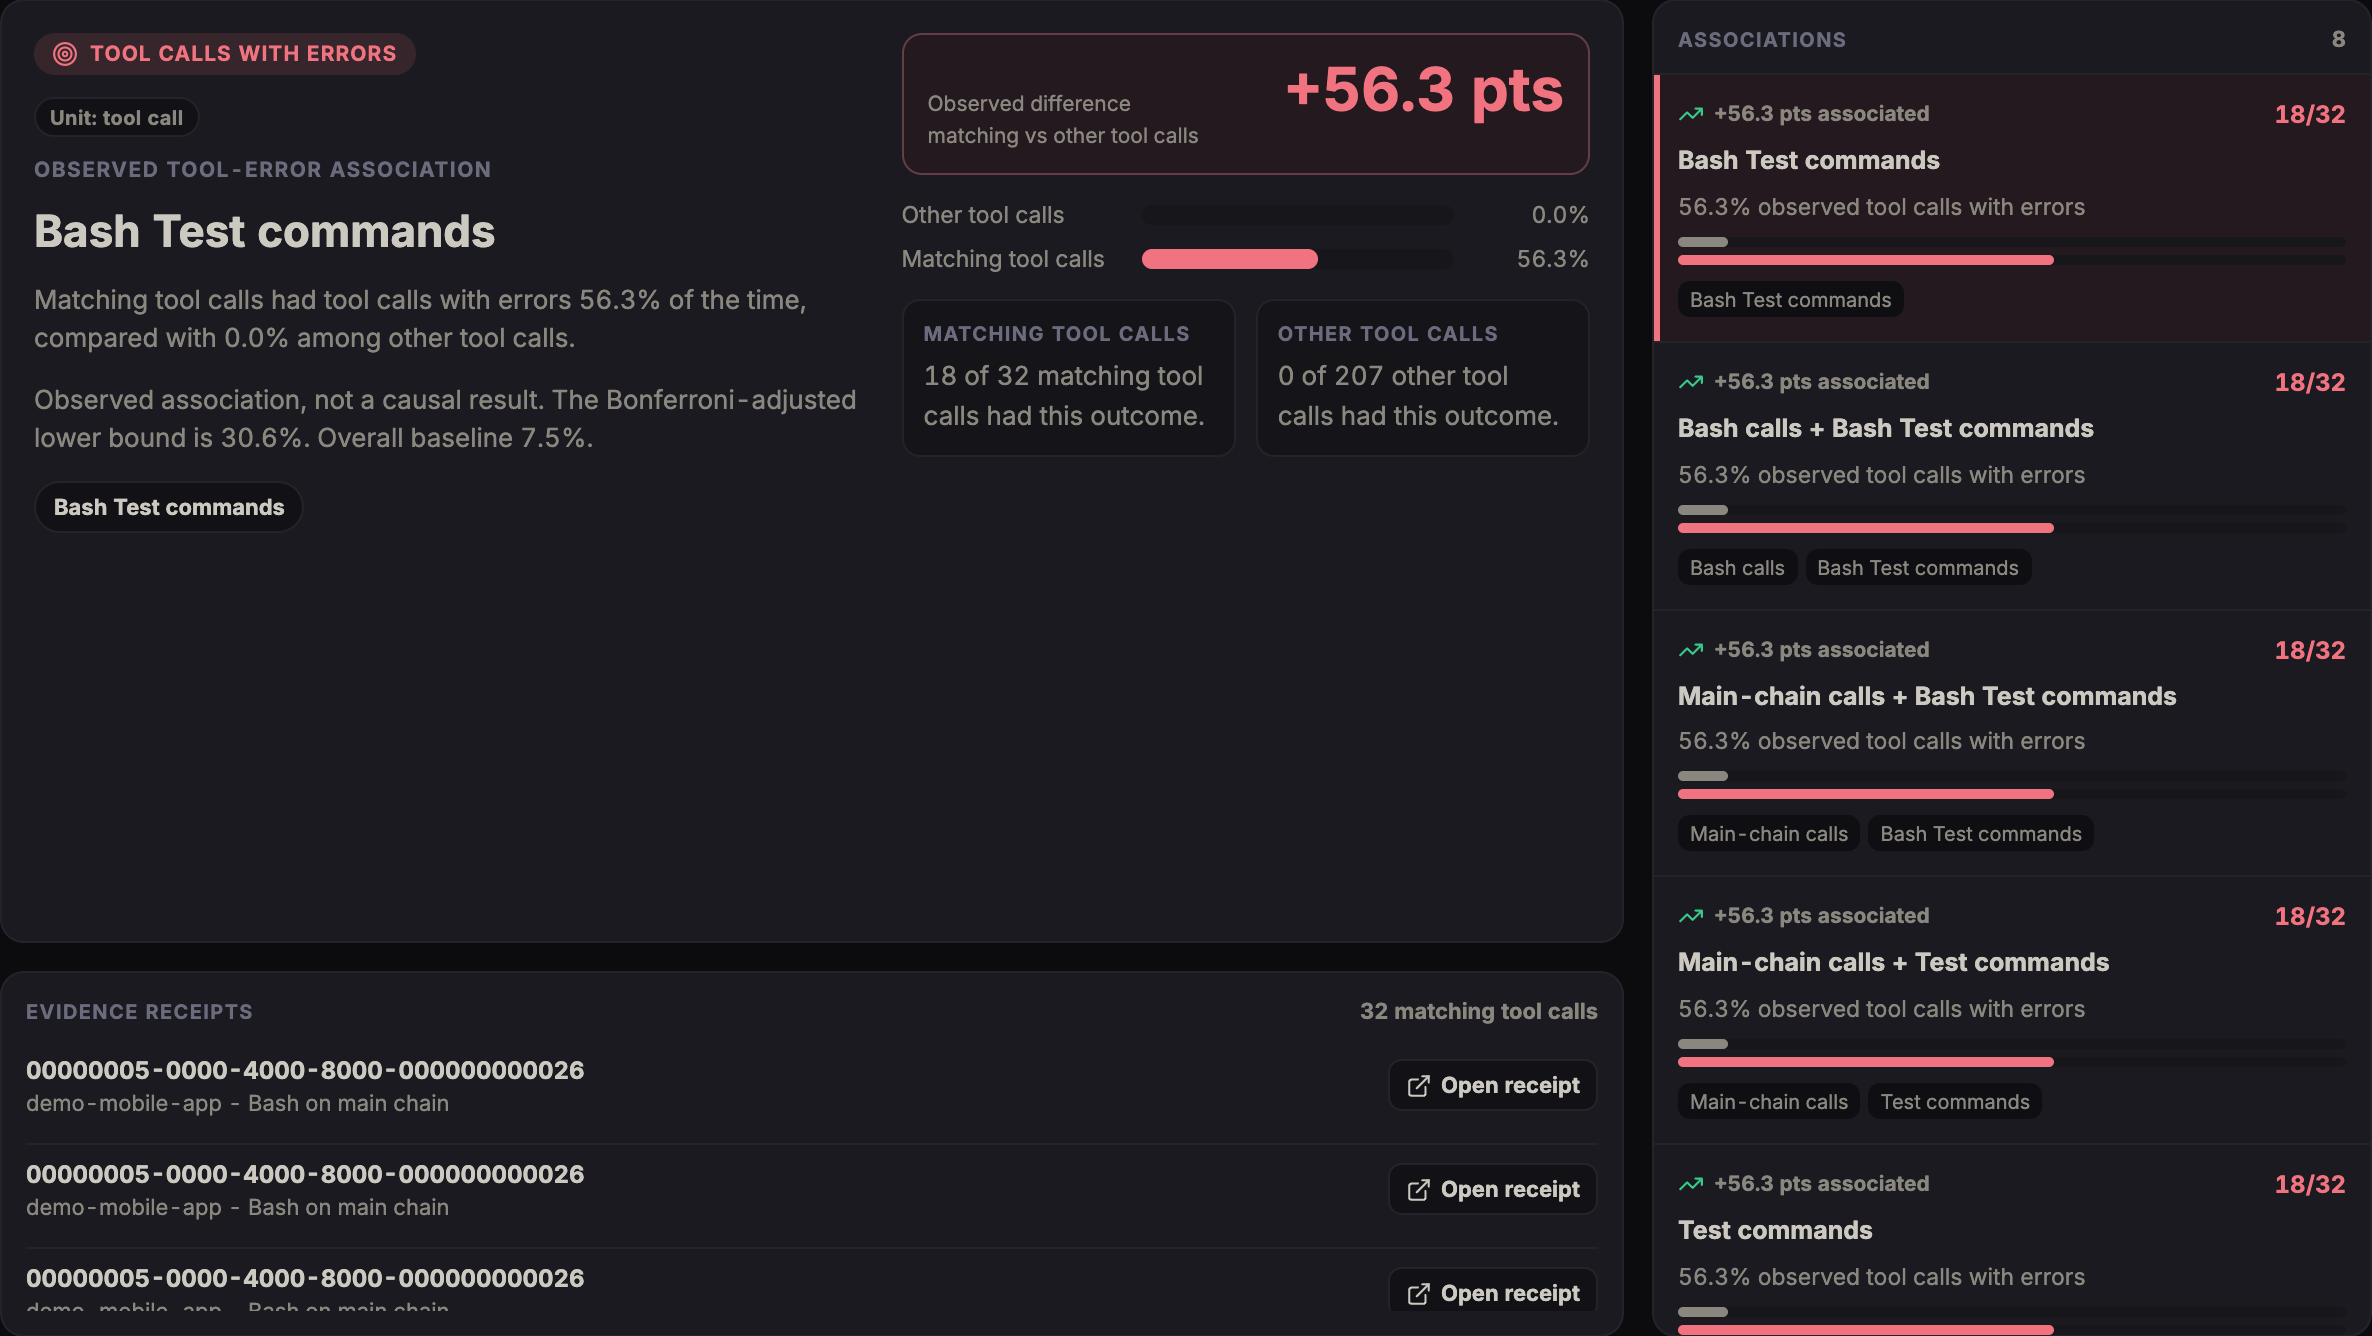 TOOL CALLS WITH ERRORS
Unit: tool call
OBSERVED TOOL-ERROR ASSOCIATION
Bash Test commands
Matching tool calls had tool calls with errors 56.3% of the time,
compared with 0.0% among other tool calls.
Observed association, not a causal result. The Bonferroni-adjusted
lower bound is 30.6%. Overall baseline 7.5%.
Bash Test commands
Observed difference
matching vs other tool calls
+56.3 pts
Other tool calls 0.0%
Matching tool calls 56.3%
MATCHING TOOL CALLS
18 of 32 matching tool
calls had this outcome.
OTHER TOOL CALLS
0 of 207 other tool
calls had this outcome.
EVIDENCE RECEIPTS
32 matching tool calls
00000005-0000-4000-8000-000000000026
demo-mobile-app - Bash on main chain
Open receipt
00000005-0000-4000-8000-000000000026
demo-mobile-app - Bash on main chain
Open receipt
00000005-0000-4000-8000-000000000026
demo-mobile-app - Bash on main chain
Open receipt
ASSOCIATIONS 8
+56.3 pts associated 18/32
Bash Test commands
56.3% observed tool calls with errors
Bash Test commands
+56.3 pts associated 18/32
Bash calls + Bash Test commands
56.3% observed tool calls with errors
Bash calls Bash Test commands
+56.3 pts associated 18/32
Main-chain calls + Bash Test commands
56.3% observed tool calls with errors
Main-chain calls Bash Test commands
+56.3 pts associated 18/32
Main-chain calls + Test commands
56.3% observed tool calls with errors
Main-chain calls Test commands
+56.3 pts associated 18/32
Test commands
56.3% observed tool calls with errors